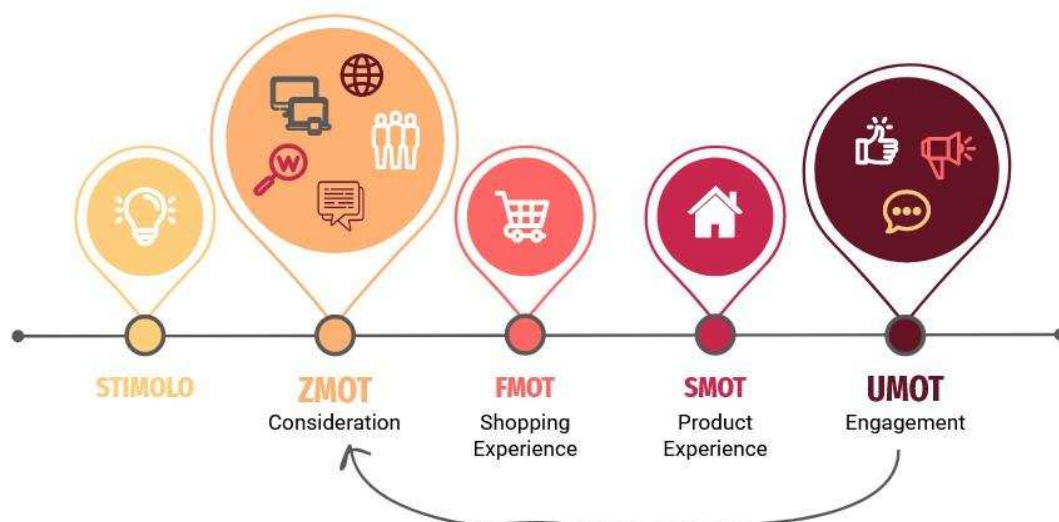 W
STIMOLO
ZMOT
Consideration
FMOT
Shopping
Experience
SMOT
Product
Experience
UMOT
Engagement